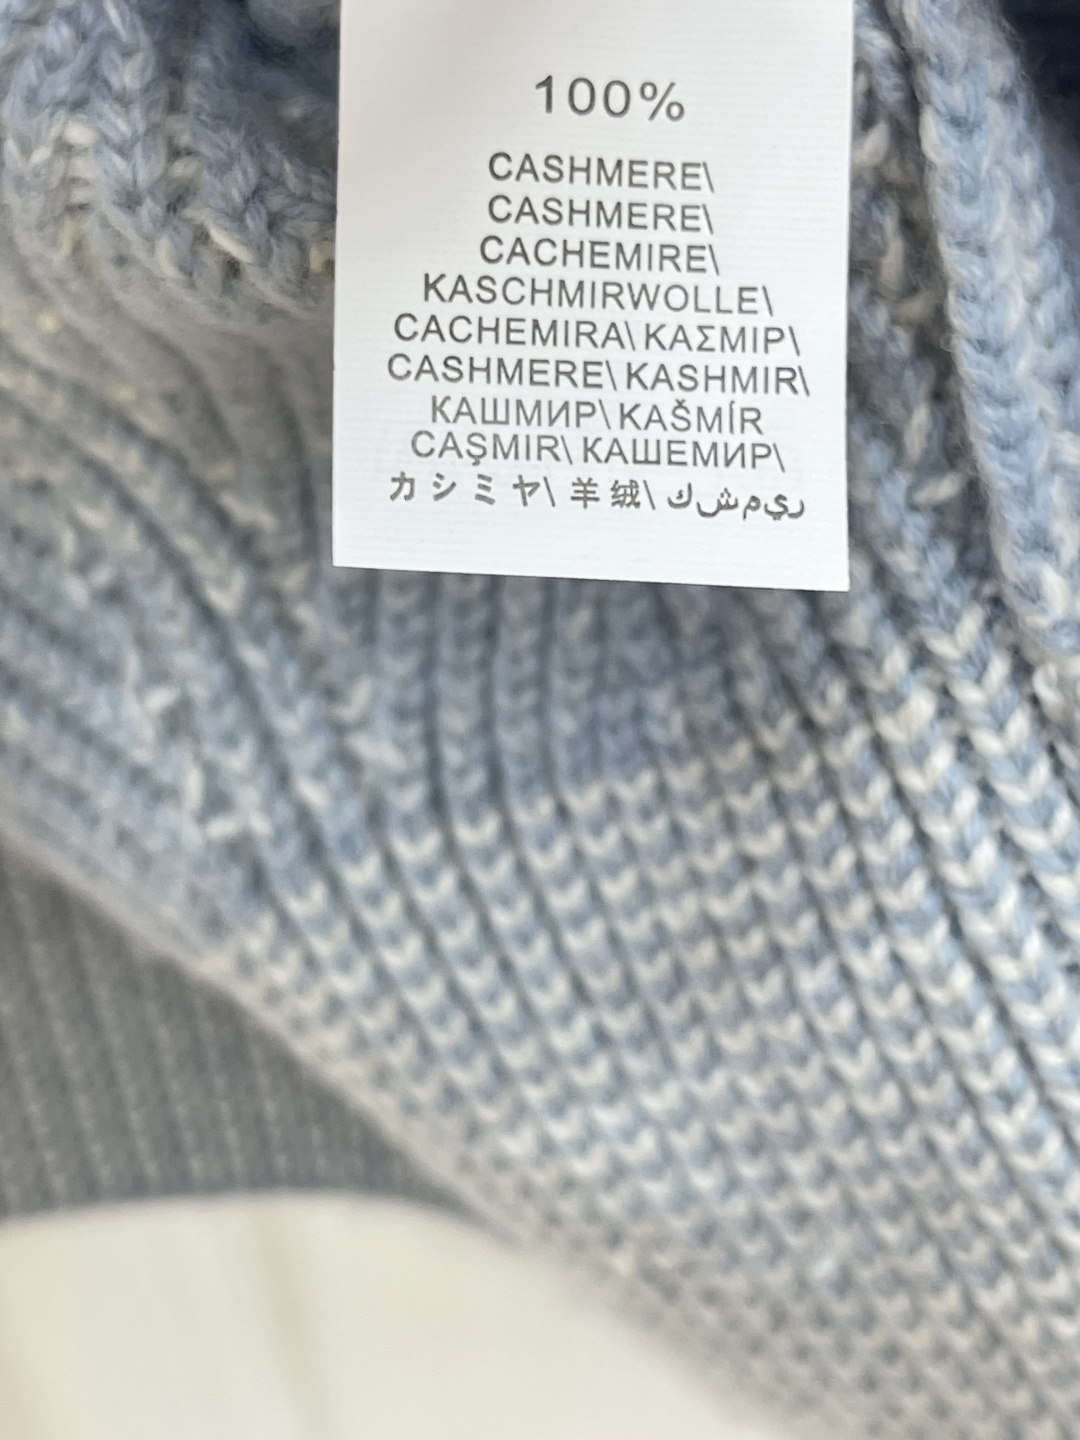 100%
CASHMERE\
CASHMERE\
CACHEMIRE\
KASCHMIRWOLLE\
CACHEMIRA\ ΚΑΣΜΙΡ\
CASHMERE\ KASHMIR\
КАШМИР\ KAŠMÍR
CAŞMIR\ КАШЕМИР\
カシミヤ\ 羊绒\ كشمير